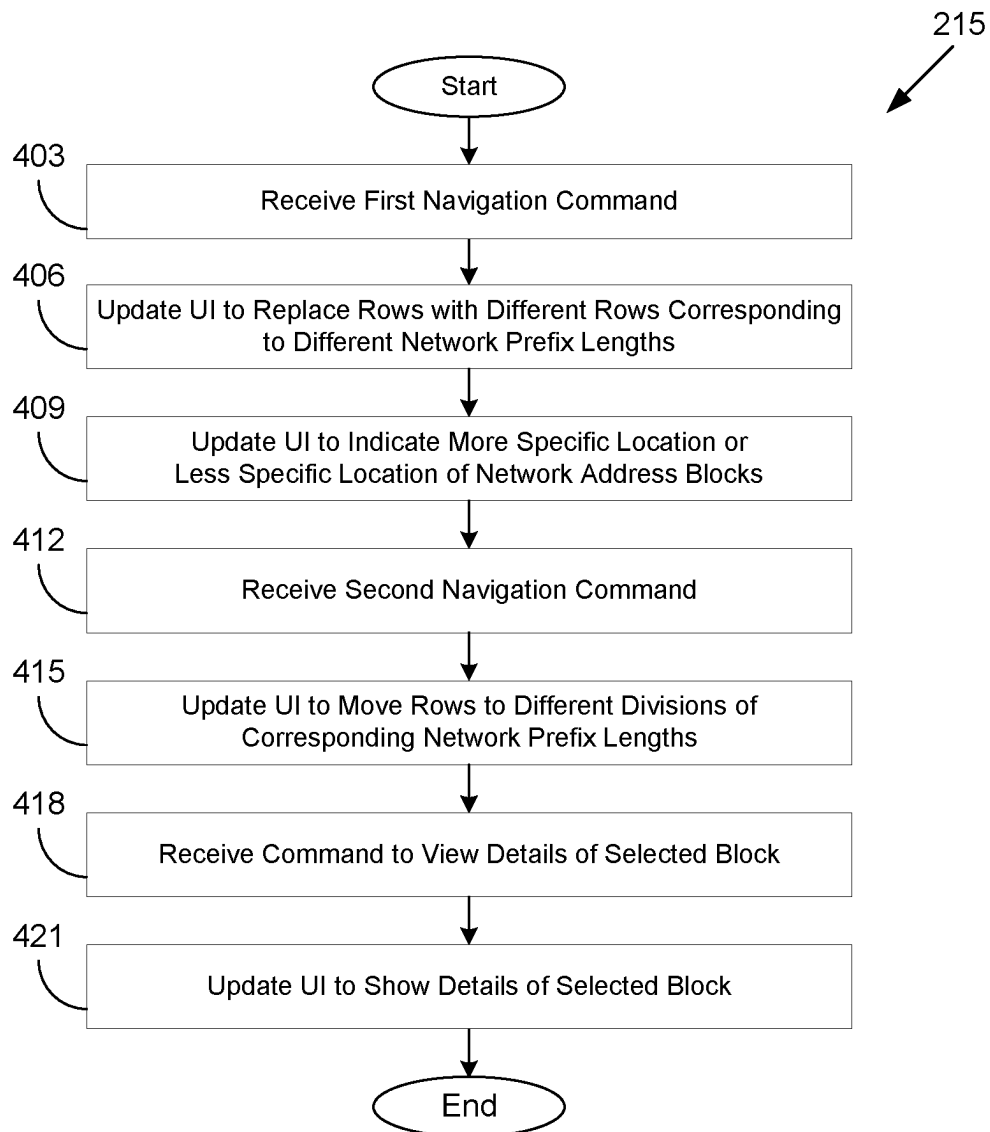 215
Start
403
Receive First Navigation Command
406
Update UI to Replace Rows with Different Rows Corresponding
to Different Network Prefix Lengths
409
Update UI to Indicate More Specific Location or
Less Specific Location of Network Address Blocks
412
Receive Second Navigation Command
415
Update UI to Move Rows to Different Divisions of
Corresponding Network Prefix Lengths
418
Receive Command to View Details of Selected Block
421
Update UI to Show Details of Selected Block
End